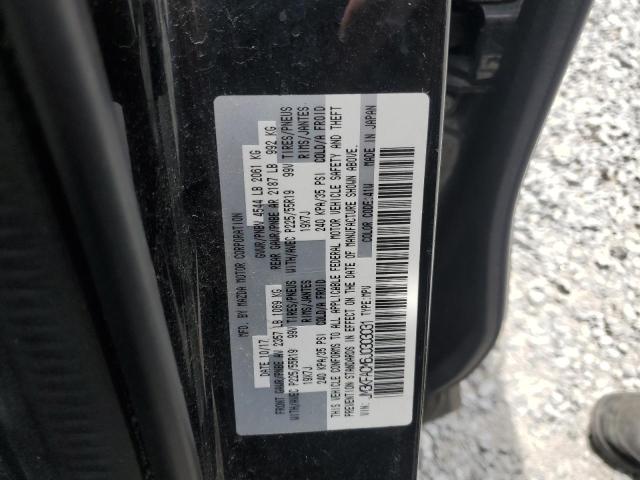 MFD. BY MAZDA MOTOR CORPORATION
DATE 10/17 GVWR/PNBV 4544 LB 2061 KG
FRONT GAWR/PNBE AV 2357 LB 1069 KG REAR GAWR/PNBE AR 2187 LB 992 KG
WITH/AVEC P225/55R19 99V TIRES/PNEUS WITH/AVEC P225/55R19 99V TIRES/PNEUS
19X7J RIMS/JANTES 19X7J RIMS/JANTES
240 KPA/35 PSI COLD/A FROID 240 KPA/35 PSI COLD/A FROID
THIS VEHICLE CONFORMS TO ALL APPLICABLE FEDERAL MOTOR VEHICLE SAFETY AND THEFT
PREVENTION STANDARDS IN EFFECT ON THE DATE OF MANUFACTURE SHOWN ABOVE.
VIN: TYPE:MPV COLOR CODE:41W MADE IN JAPAN